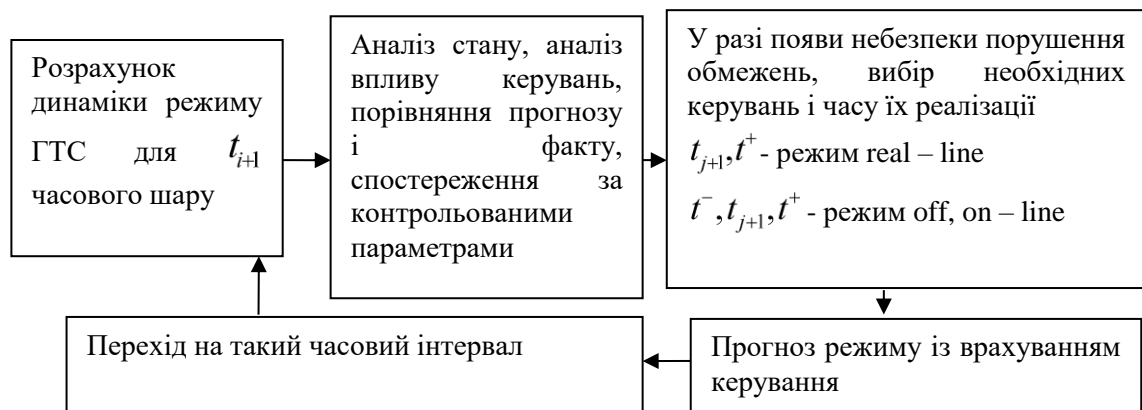 Розрахунок
динаміки режиму
ГТС для t_{i+1}
часового шару
Аналіз стану, аналіз
впливу керувань,
порівняння прогнозу
і факту,
спостереження за
контрольованими
параметрами
У разі появи небезпеки порушення
обмежень, вибір необхідних
керувань і часу їх реалізації
t_{j+1}, t^+ - режим real – line
t^-, t_{j+1}, t^+ - режим off, on – line
Перехід на такий часовий інтервал
Прогноз режиму із врахуванням
керування